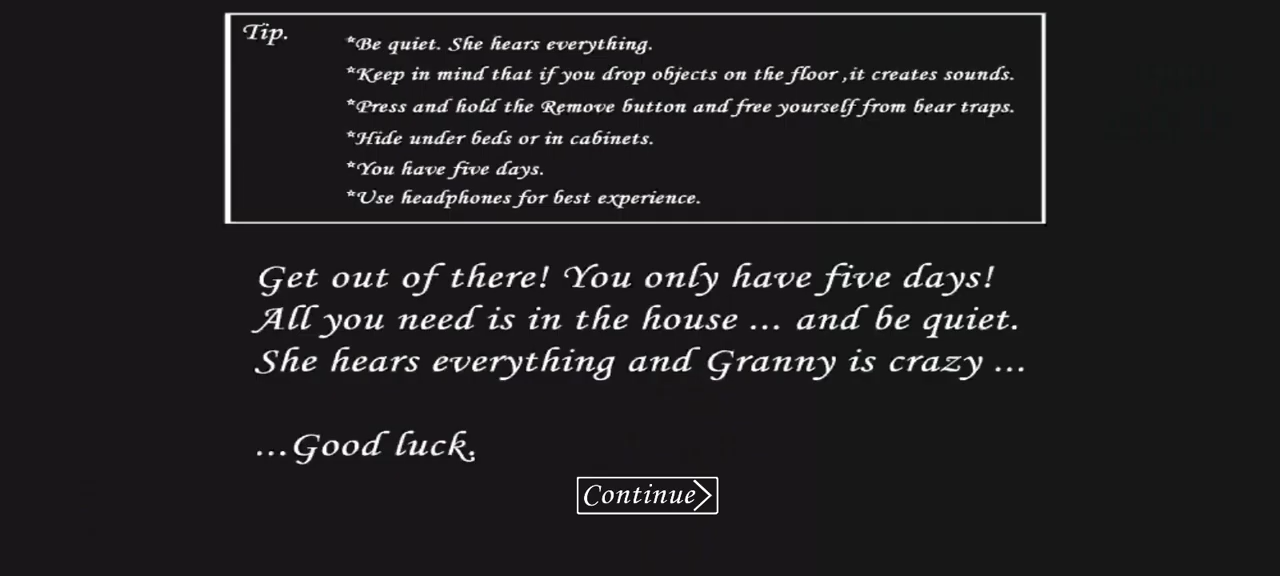 Tip.
*Be quiet. She hears everything.
*Keep in mind that if you drop objects on the floor ,it creates sounds.
*Press and hold the Remove button and free yourself from bear traps.
*Hide under beds or in cabinets.
*You have five days.
*Use headphones for best experience.
Get out of there! You only have five days!
All you need is in the house ... and be quiet.
She hears everything and Granny is crazy ...
...Good luck.
Continue>